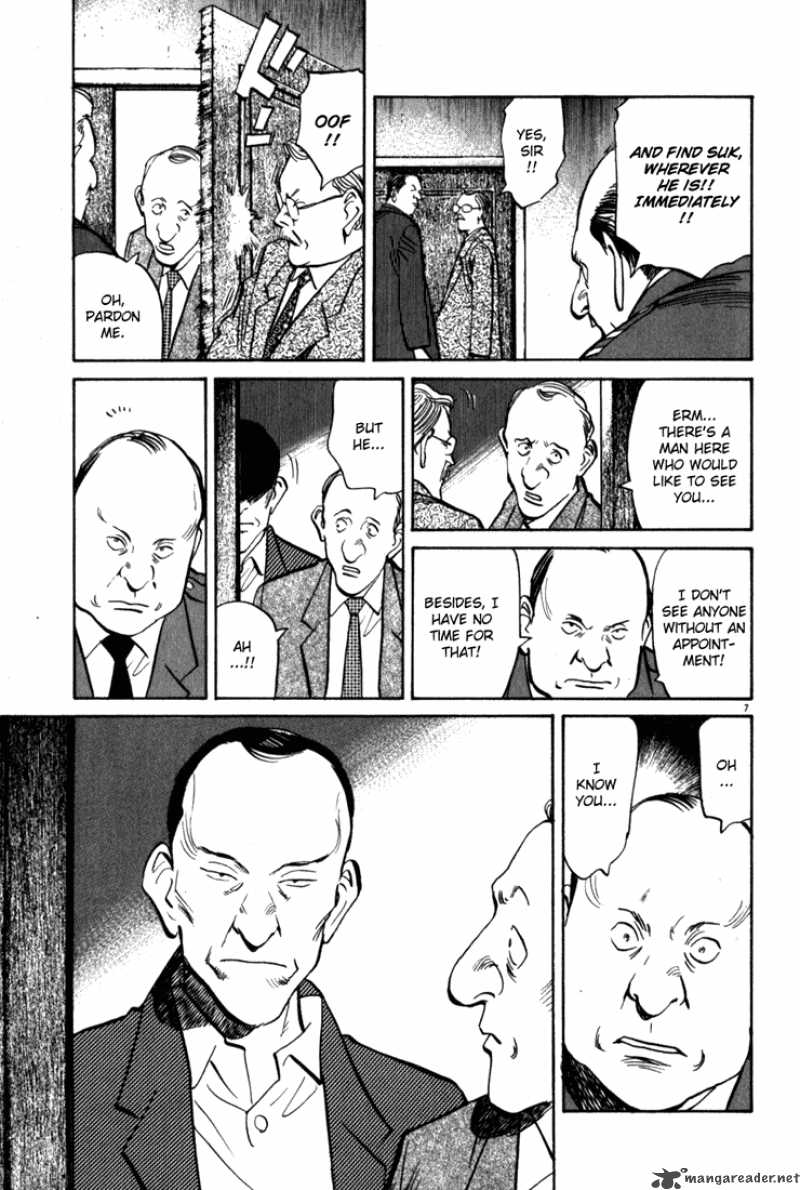 AND FIND SUK,
WHEREVER
HE IS!!
IMMEDIATELY
!!
YES,
SIR
!!
OOF
!!
ドン
OH,
PARDON
ME.
ERM...
THERE'S A
MAN HERE
WHO WOULD
LIKE TO SEE
YOU...
I DON'T
SEE ANYONE
WITHOUT AN
APPOINT-
MENT!
BESIDES, I
HAVE NO
TIME FOR
THAT!
BUT
HE...
AH
...!!
7
OH
...
I
KNOW
YOU...
mangareader.net